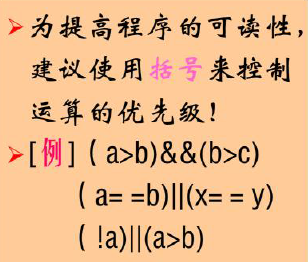 为提高程序的可读性,
建议使用括号来控制
运算的优先级!
[例] ( a>b)&&(b>c)
( a= =b)||(x= = y)
( !a)||(a>b)